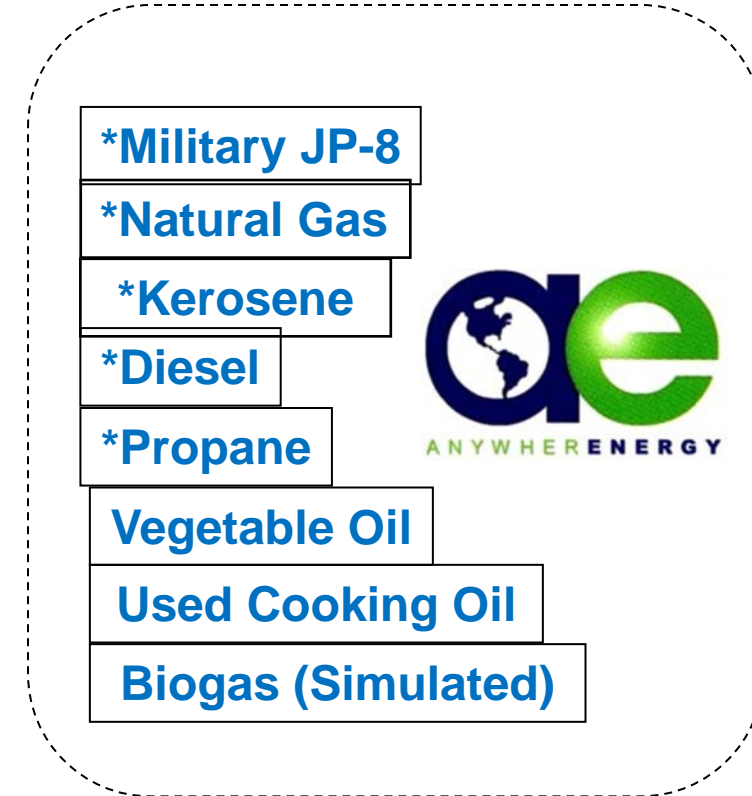 *Military JP-8
*Natural Gas
*Kerosene
*Diesel
*Propane
Vegetable Oil
Used Cooking Oil
Biogas (Simulated)
ae
ANYWHERENERGY